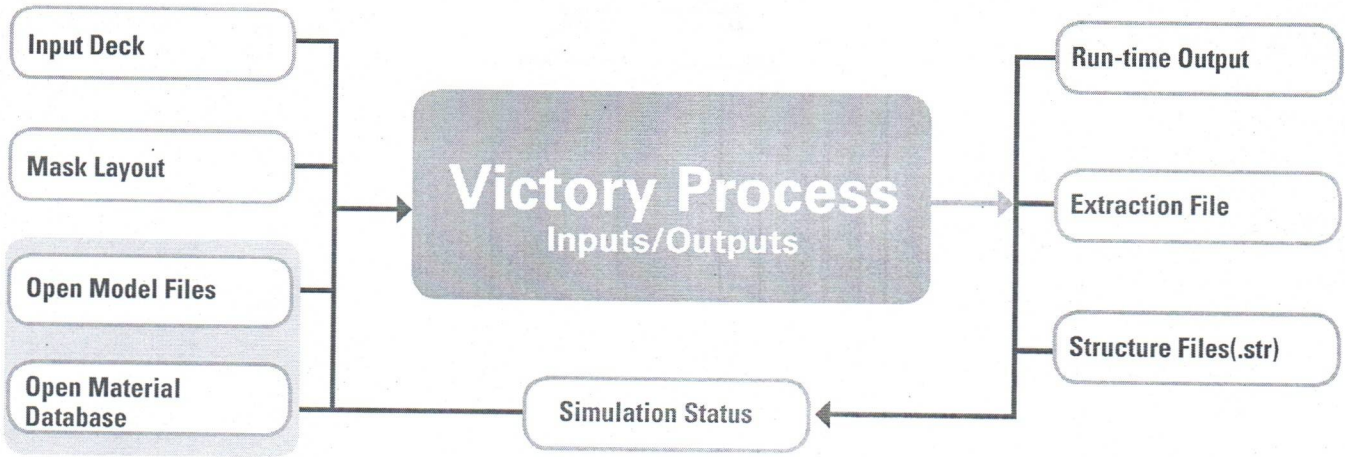 Input Deck
Mask Layout
Open Model Files
Open Material
Database
Victory Process
Inputs/Outputs
Simulation Status
Run-time Output
Extraction File
Structure Files(.str)